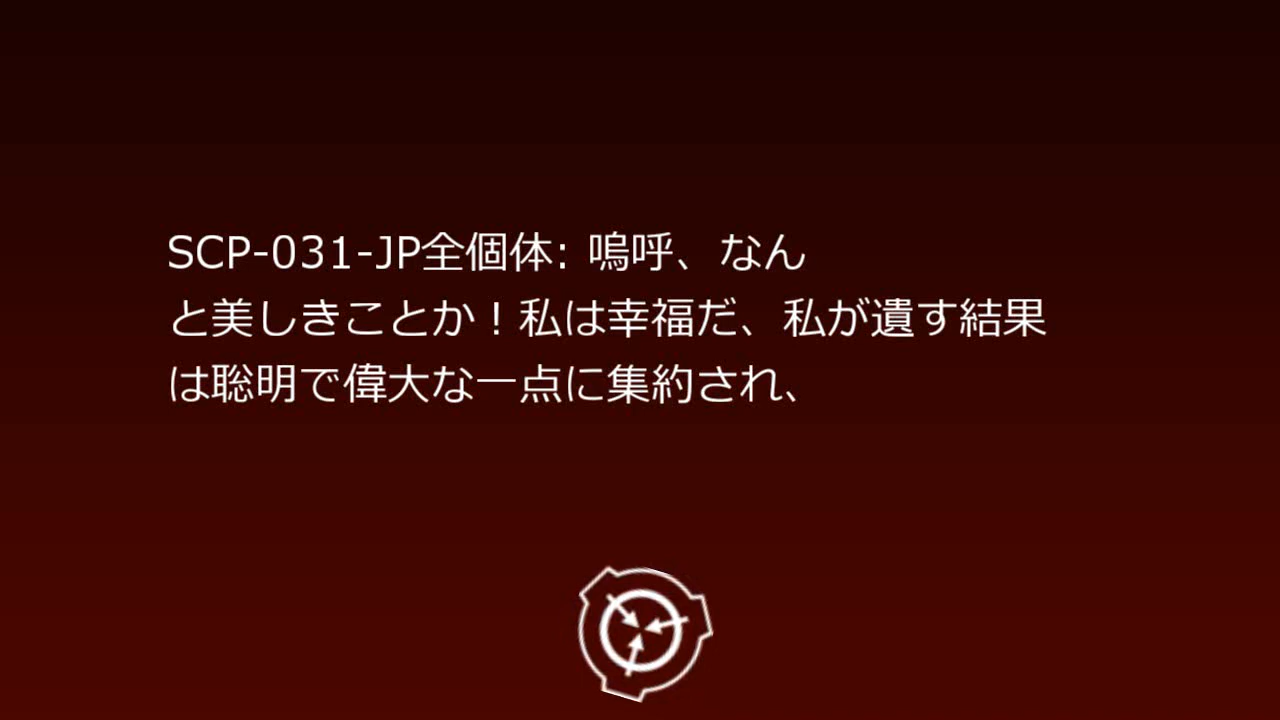 SCP-031-JP全個体: 嗚呼、なん
と美しきことか！私は幸福だ、私が遺す結果
は聡明で偉大な一点に集約され、